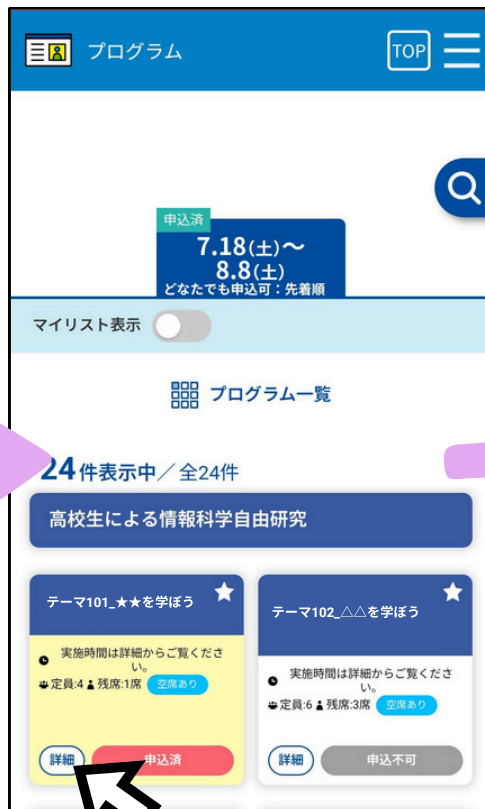 プログラム
TOP
申込済
7.18(土)〜
8.8(土)
どなたでも申込可：先着順
マイリスト表示
プログラム一覧
24件表示中／全24件
高校生による情報科学自由研究
テーマ101_★★を学ぼう
実施時間は詳細からご覧くださ
い。
定員:4 残席:1席 空席あり
詳細 申込済
テーマ102_△△を学ぼう
実施時間は詳細からご覧くださ
い。
定員:6 残席:3席 空席あり
詳細 申込不可